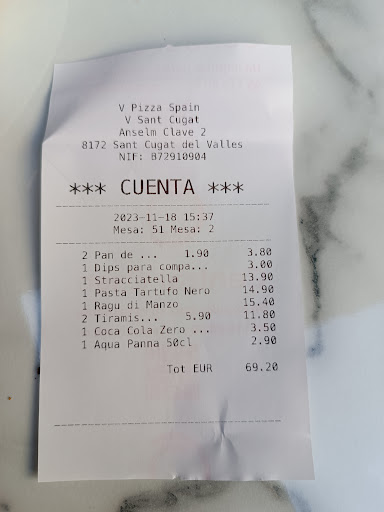 V Pizza Spain
V Sant Cugat
Anselm Clave 2
8172 Sant Cugat del Valles
NIF: B72910904
*** CUENTA ***
2023-11-18 15:37
Mesa: 51 Mesa: 2
2 Pan de ... 1.90 3.80
1 Dips para compa... 3.00
1 Stracciatella 13.90
1 Pasta Tartufo Nero 14.90
1 Ragu di Manzo 15.40
2 Tiramis... 5.90 11.80
1 Coca Cola Zero ... 3.50
1 Aqua Panna 50cl 2.90
Tot EUR 69.20